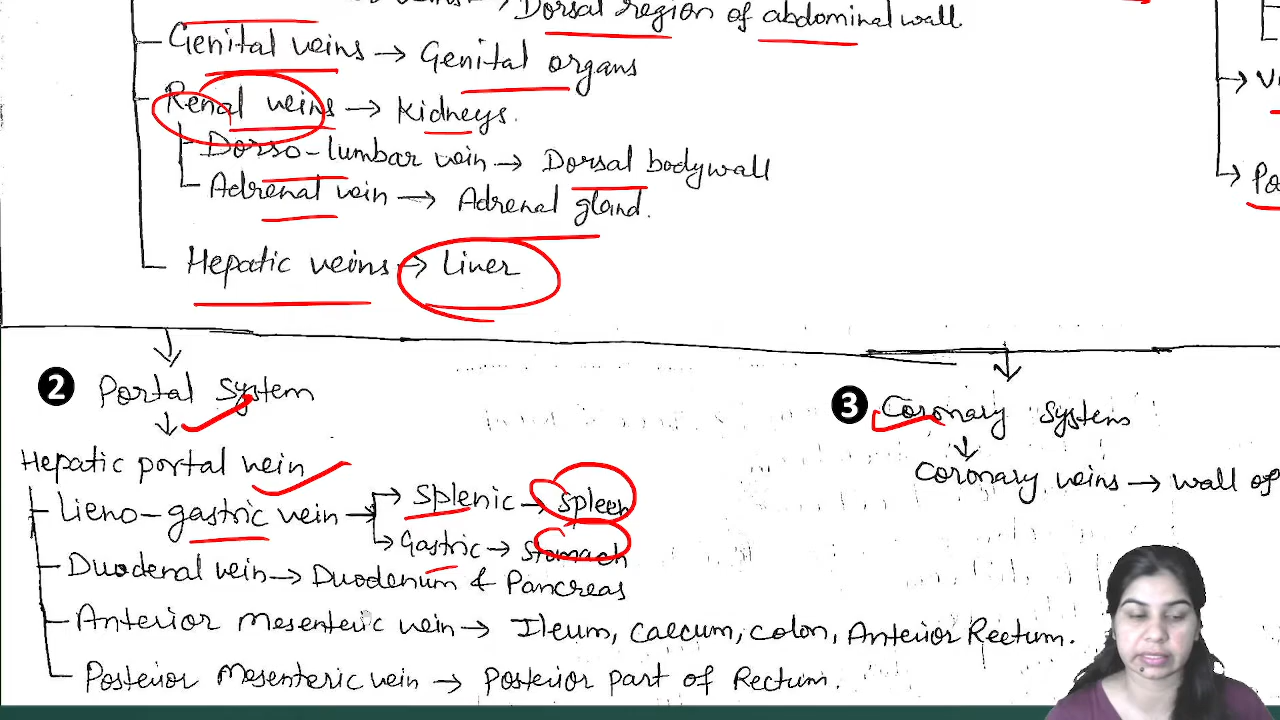 veins → Dorsal region of abdominal wall
Genital veins → Genital organs
Renal veins → Kidneys.
Dorso-lumbar vein → Dorsal bodywall
Adrenal vein → Adrenal gland.
Hepatic veins → Liner
2 Portal System
Hepatic portal vein
Lieno-gastric vein → Splenic → Spleen
Gastric → Stomach
Duodenal vein → Duodenum & Pancreas
Anterior Mesenteric vein → Ileum, Caecum, Colon, Anterior Rectum.
Posterior Mesenteric vein → Posterior part of Rectum.
3 Coronary System
Coronary veins → wall of